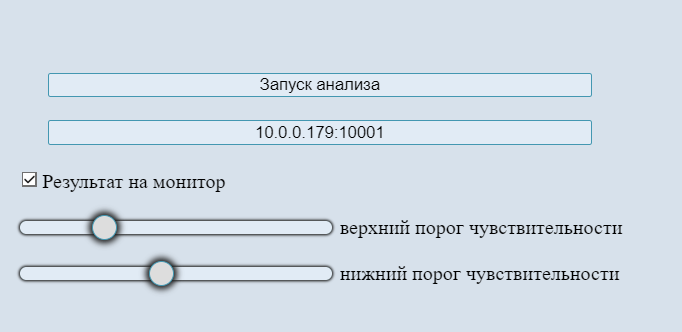 Запуск анализа
10.0.0.179:10001
Результат на монитор
верхний порог чувствительности
нижний порог чувствительности